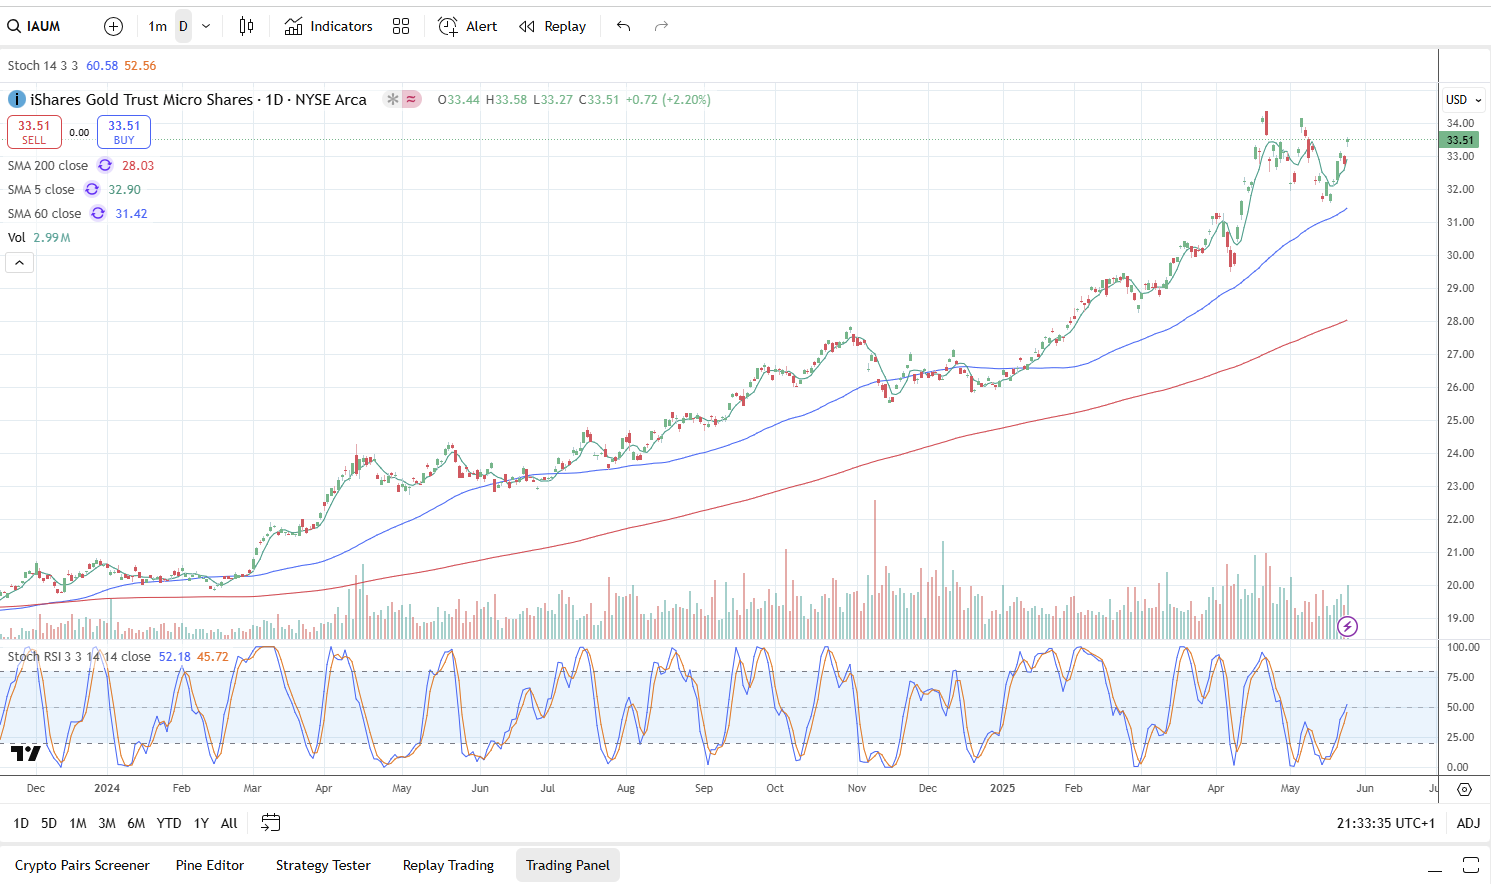 IAUM 1m D Indicators Alert Replay
Stoch 14 3 3 60.58 52.56
iShares Gold Trust Micro Shares · 1D · NYSE Arca O33.44 H33.58 L33.27 C33.51 +0.72 (+2.20%)
USD
33.51 SELL 0.00 33.51 BUY
SMA 200 close 28.03
SMA 5 close 32.90
SMA 60 close 31.42
Vol 2.99M
34.00
33.51
33.00
32.00
31.00
30.00
29.00
28.00
27.00
26.00
25.00
24.00
23.00
22.00
21.00
20.00
19.00
Stoch RSI 3 3 14 14 close 52.18 45.72
100.00
75.00
50.00
25.00
0.00
Dec 2024 Feb Mar Apr May Jun Jul Aug Sep Oct Nov Dec 2025 Feb Mar Apr May Jun
1D 5D 1M 3M 6M YTD 1Y All 21:33:35 UTC+1 ADJ
Crypto Pairs Screener Pine Editor Strategy Tester Replay Trading Trading Panel